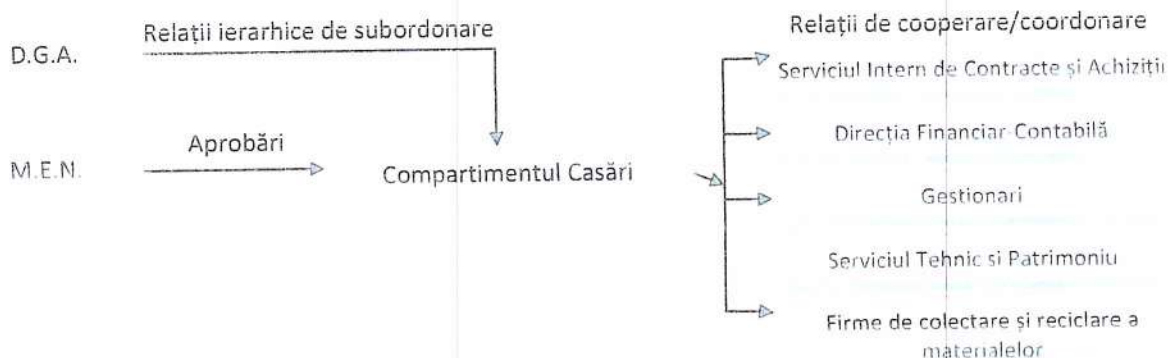 Relații ierarhice de subordonare
D.G.A.
Aprobări
M.E.N.
Compartimentul Casări
Relații de cooperare/coordonare
Serviciul Intern de Contracte și Achiziții
Direcția Financiar-Contabilă
Gestionari
Serviciul Tehnic si Patrimoniu
Firme de colectare și reciclare a
materialelor